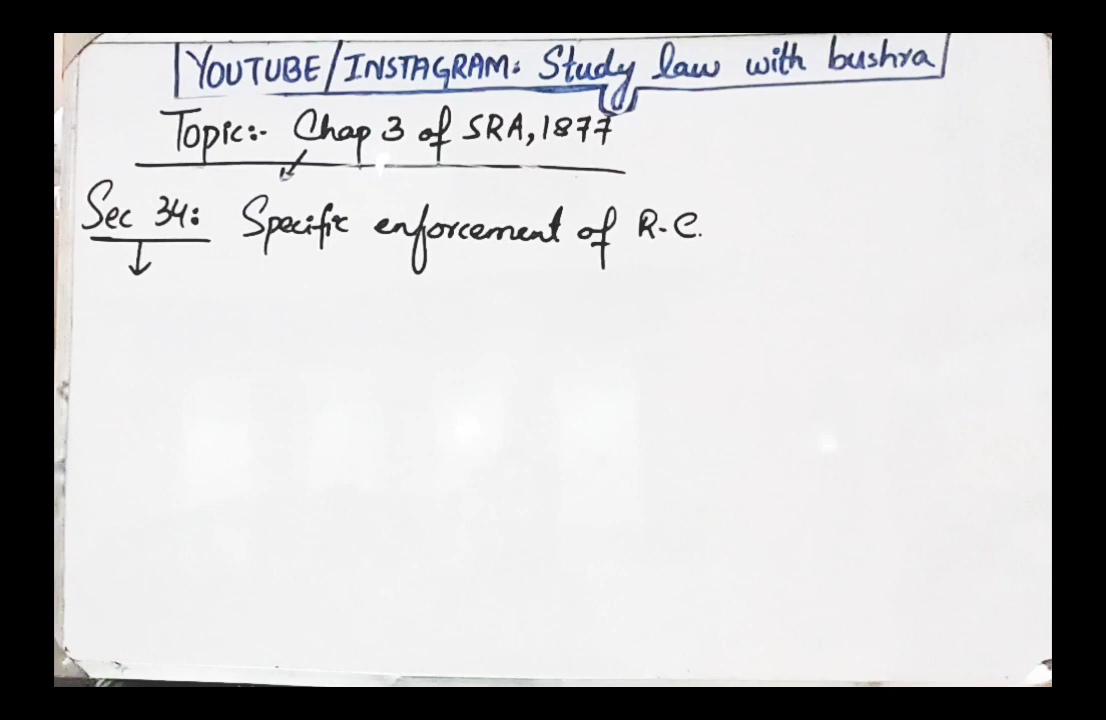 YOUTUBE/INSTAGRAM: Study law with bushra
Topic:- Chap 3 of SRA, 1877
Sec 34: Specific enforcement of R.C.